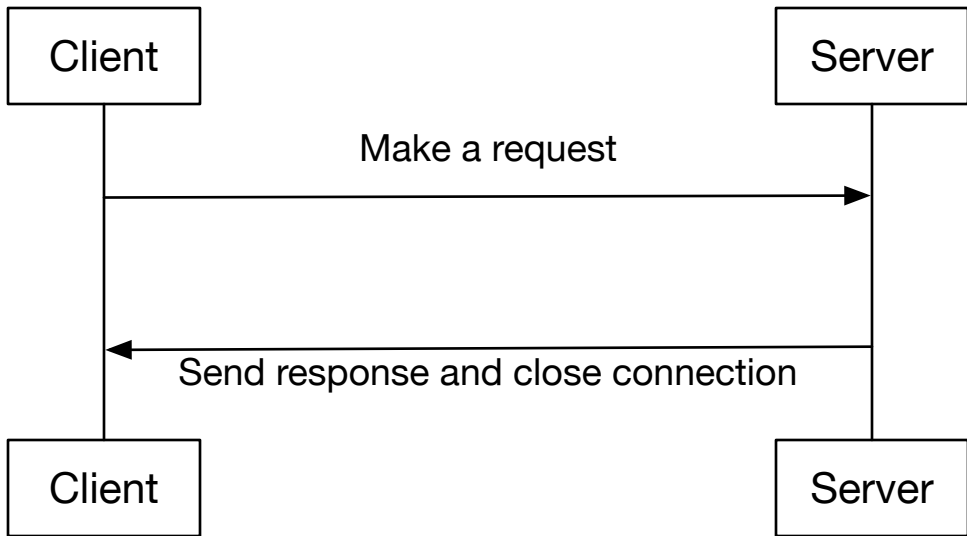 Client
Server
Make a request
Send response and close connection
Client
Server